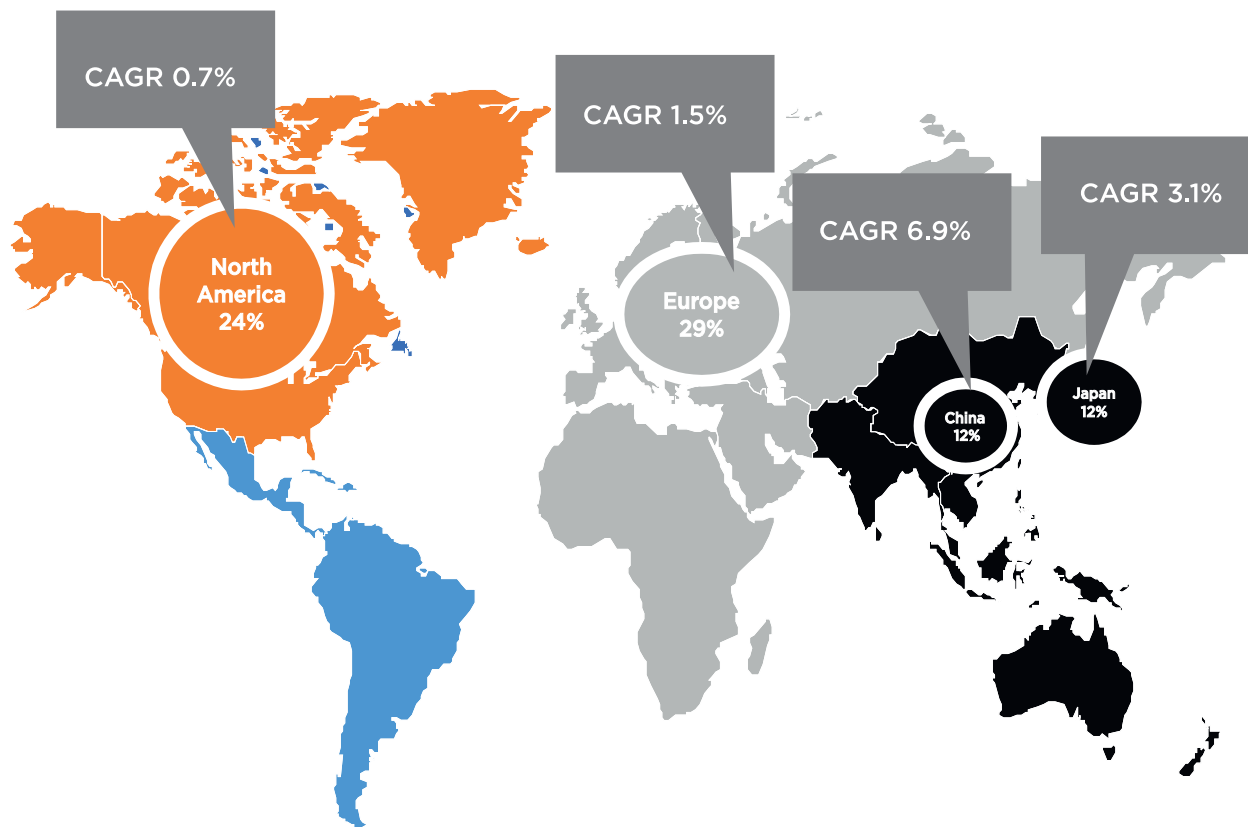 CAGR 0.7%
CAGR 1.5%
CAGR 6.9%
CAGR 3.1%
North
America
24%
Europe
29%
China
12%
Japan
12%